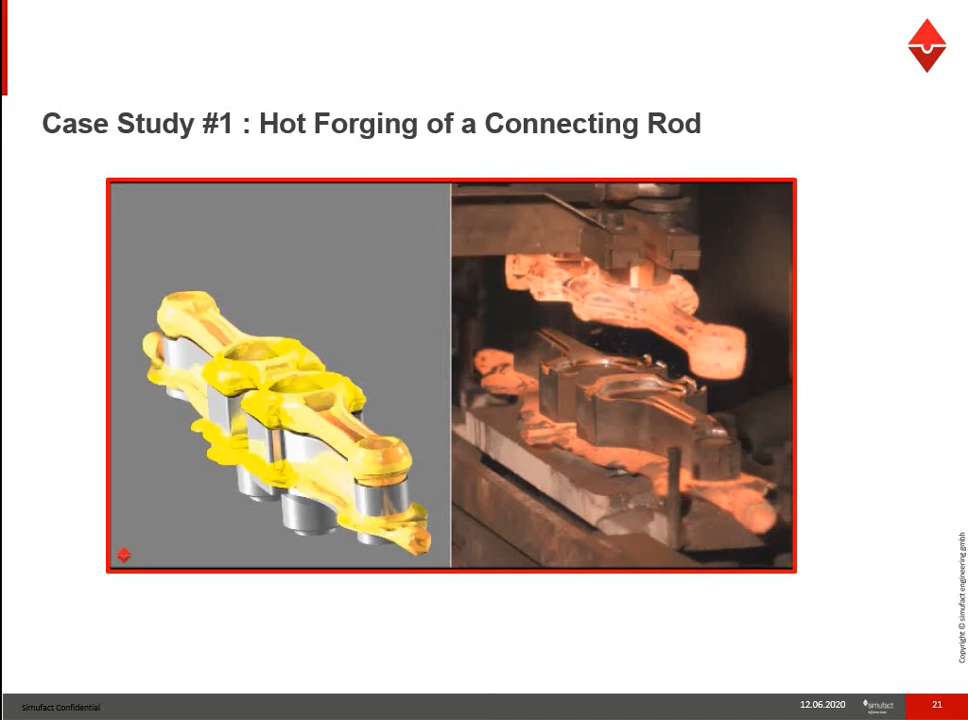 Case Study #1 : Hot Forging of a Connecting Rod
Copyright © simufact engineering gmbh
Simufact Confidential
12.06.2020
simufact
21